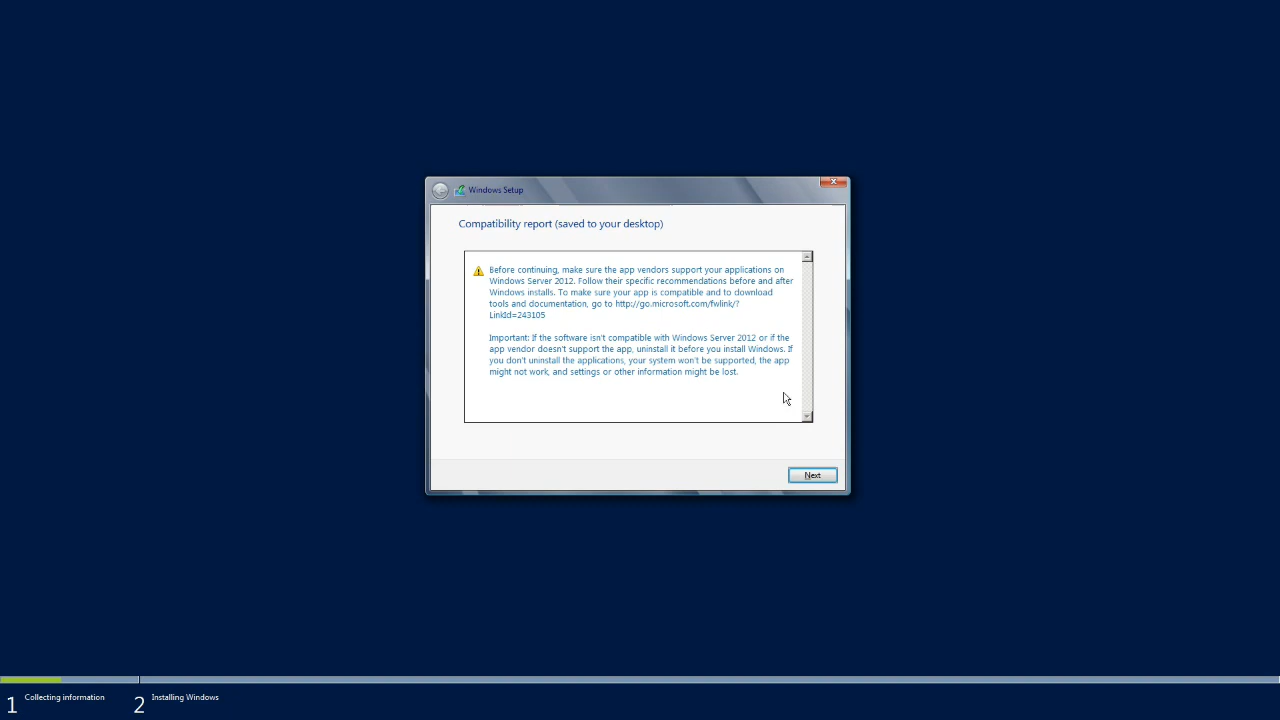 Windows Setup
Compatibility report (saved to your desktop)
Before continuing, make sure the app vendors support your applications on
Windows Server 2012. Follow their specific recommendations before and after
Windows installs. To make sure your app is compatible and to download
tools and documentation, go to http://go.microsoft.com/fwlink/?
LinkId=243105
Important: If the software isn't compatible with Windows Server 2012 or if the
app vendor doesn't support the app, uninstall it before you install Windows. If
you don't uninstall the applications, your system won't be supported, the app
might not work, and settings or other information might be lost.
Next
1 Collecting information
2 Installing Windows